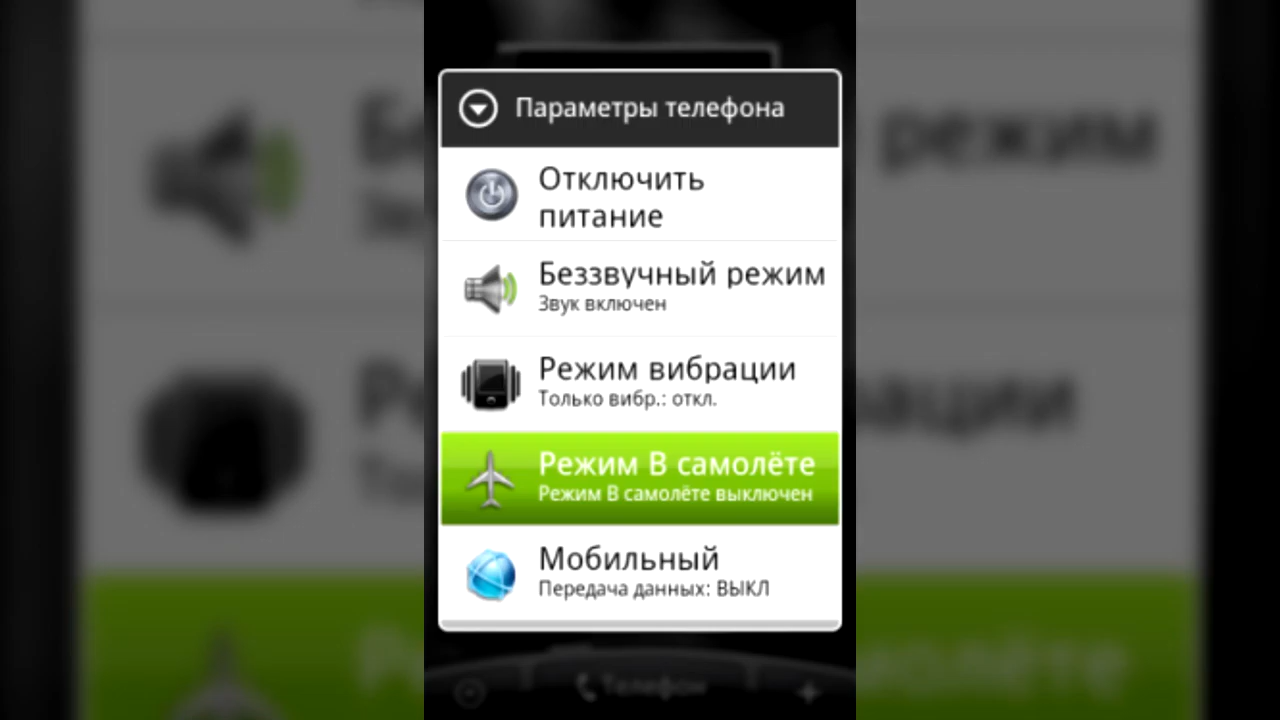 Параметры телефона
Отключить
питание
Беззвучный режим
Звук включен
Режим вибрации
Только вибр.: откл.
Режим В самолёте
Режим В самолёте выключен
Мобильный
Передача данных: ВЫКЛ
Телефон